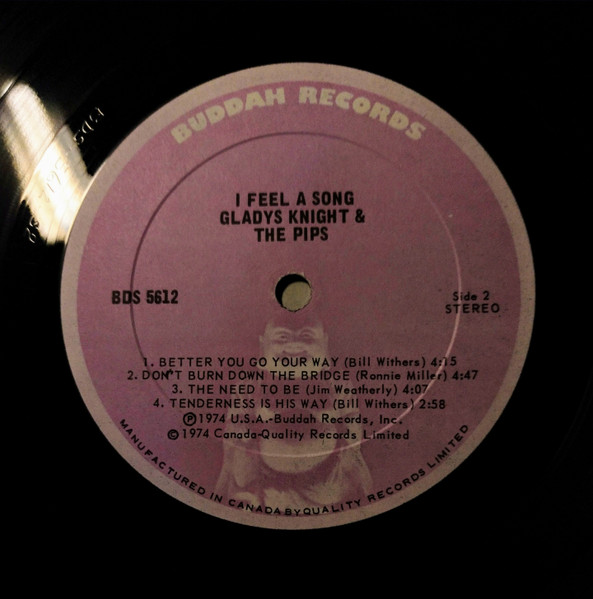 BUDDAH RECORDS
I FEEL A SONG
GLADYS KNIGHT &
THE PIPS
BDS 5612
Side 2
STEREO
1. BETTER YOU GO YOUR WAY (Bill Withers) 4:15
2. DON'T BURN DOWN THE BRIDGE (Ronnie Miller) 4:47
3. THE NEED TO BE (Jim Weatherly) 4:07
4. TENDERNESS IS HIS WAY (Bill Withers) 2:58
Ⓟ1974 U.S.A.-Buddah Records, Inc.
©1974 Canada-Quality Records Limited
MANUFACTURED IN CANADA BY QUALITY RECORDS LIMITED